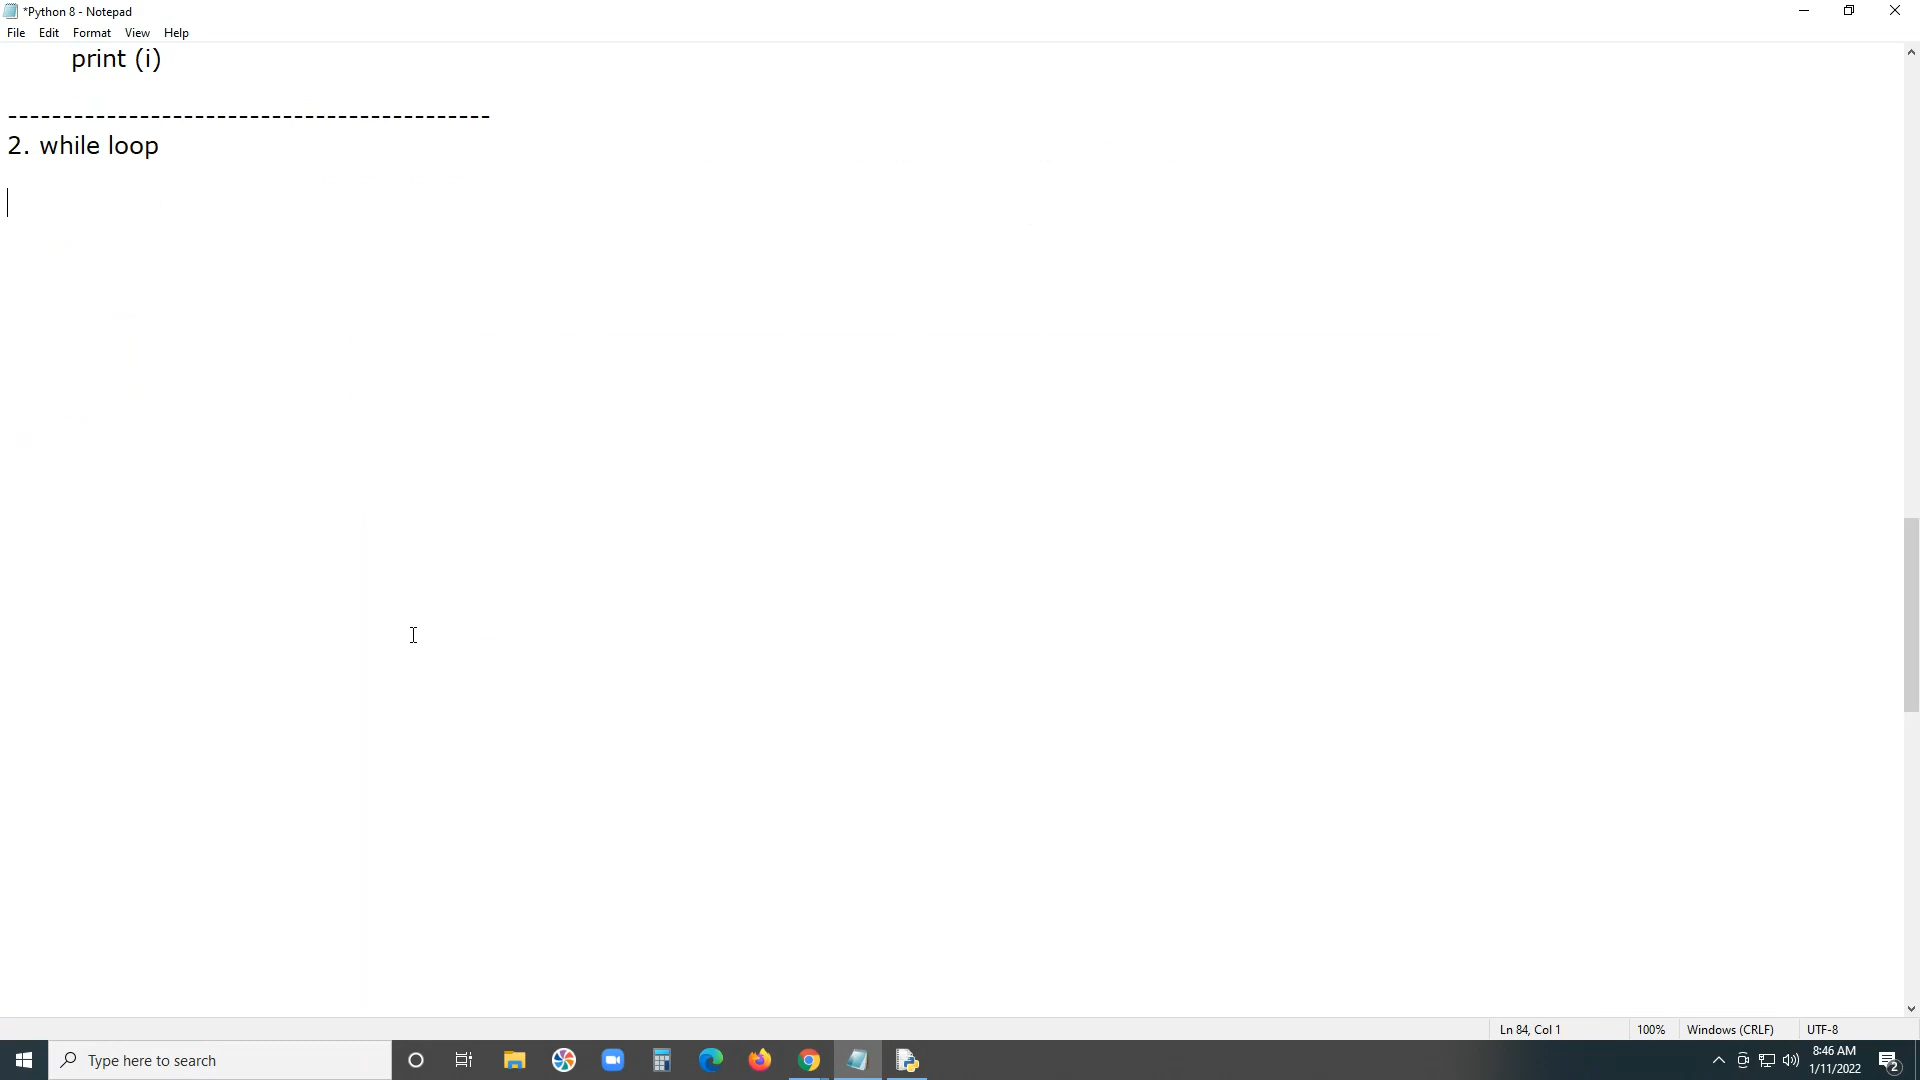 *Python 8 - Notepad
File Edit Format View Help
print (i)
--------------------------------------------
2. while loop
Ln 84, Col 1 100% Windows (CRLF) UTF-8
Type here to search
8:46 AM
1/11/2022
2